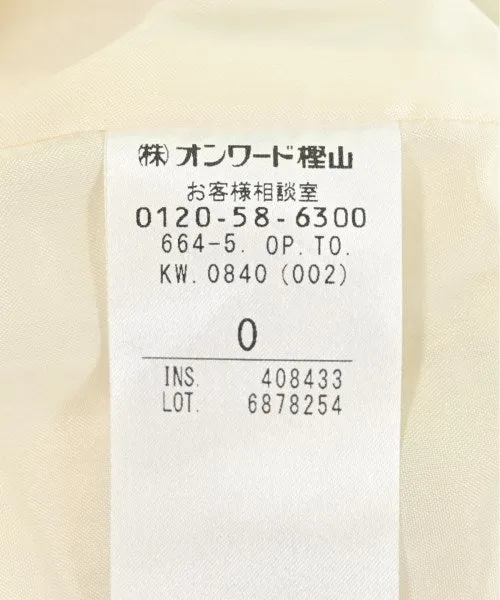 ㈱オンワード樫山
お客様相談室
0120-58-6300
664-5. OP.TO.
KW.0840(002)
0
INS. 408433
LOT. 6878254